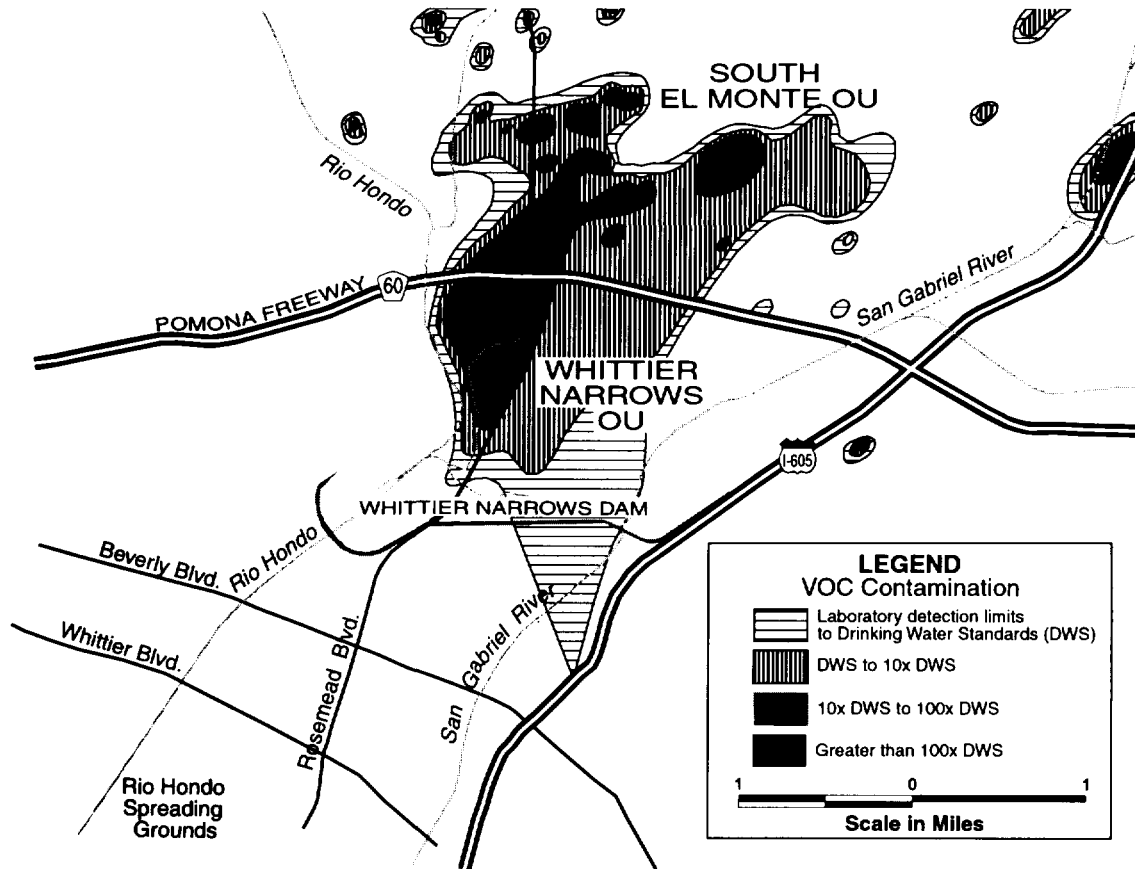 SOUTH
EL MONTE OU
Rio Hondo
San Gabriel River
POMONA FREEWAY
60
WHITTIER
NARROWS
OU
I-605
WHITTIER NARROWS DAM
Beverly Blvd.
Rio Hondo
Whittier Blvd.
Rosemead Blvd.
San Gabriel River
Rio Hondo
Spreading
Grounds
LEGEND
VOC Contamination
Laboratory detection limits
to Drinking Water Standards (DWS)
DWS to 10x DWS
10x DWS to 100x DWS
Greater than 100x DWS
1 0 1
Scale in Miles